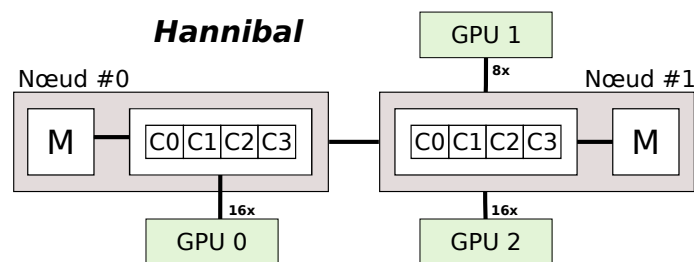 Hannibal
GPU 1
8x
Nœud #0
Nœud #1
M
C0 C1 C2 C3
C0 C1 C2 C3
M
16x
16x
GPU 0
GPU 2